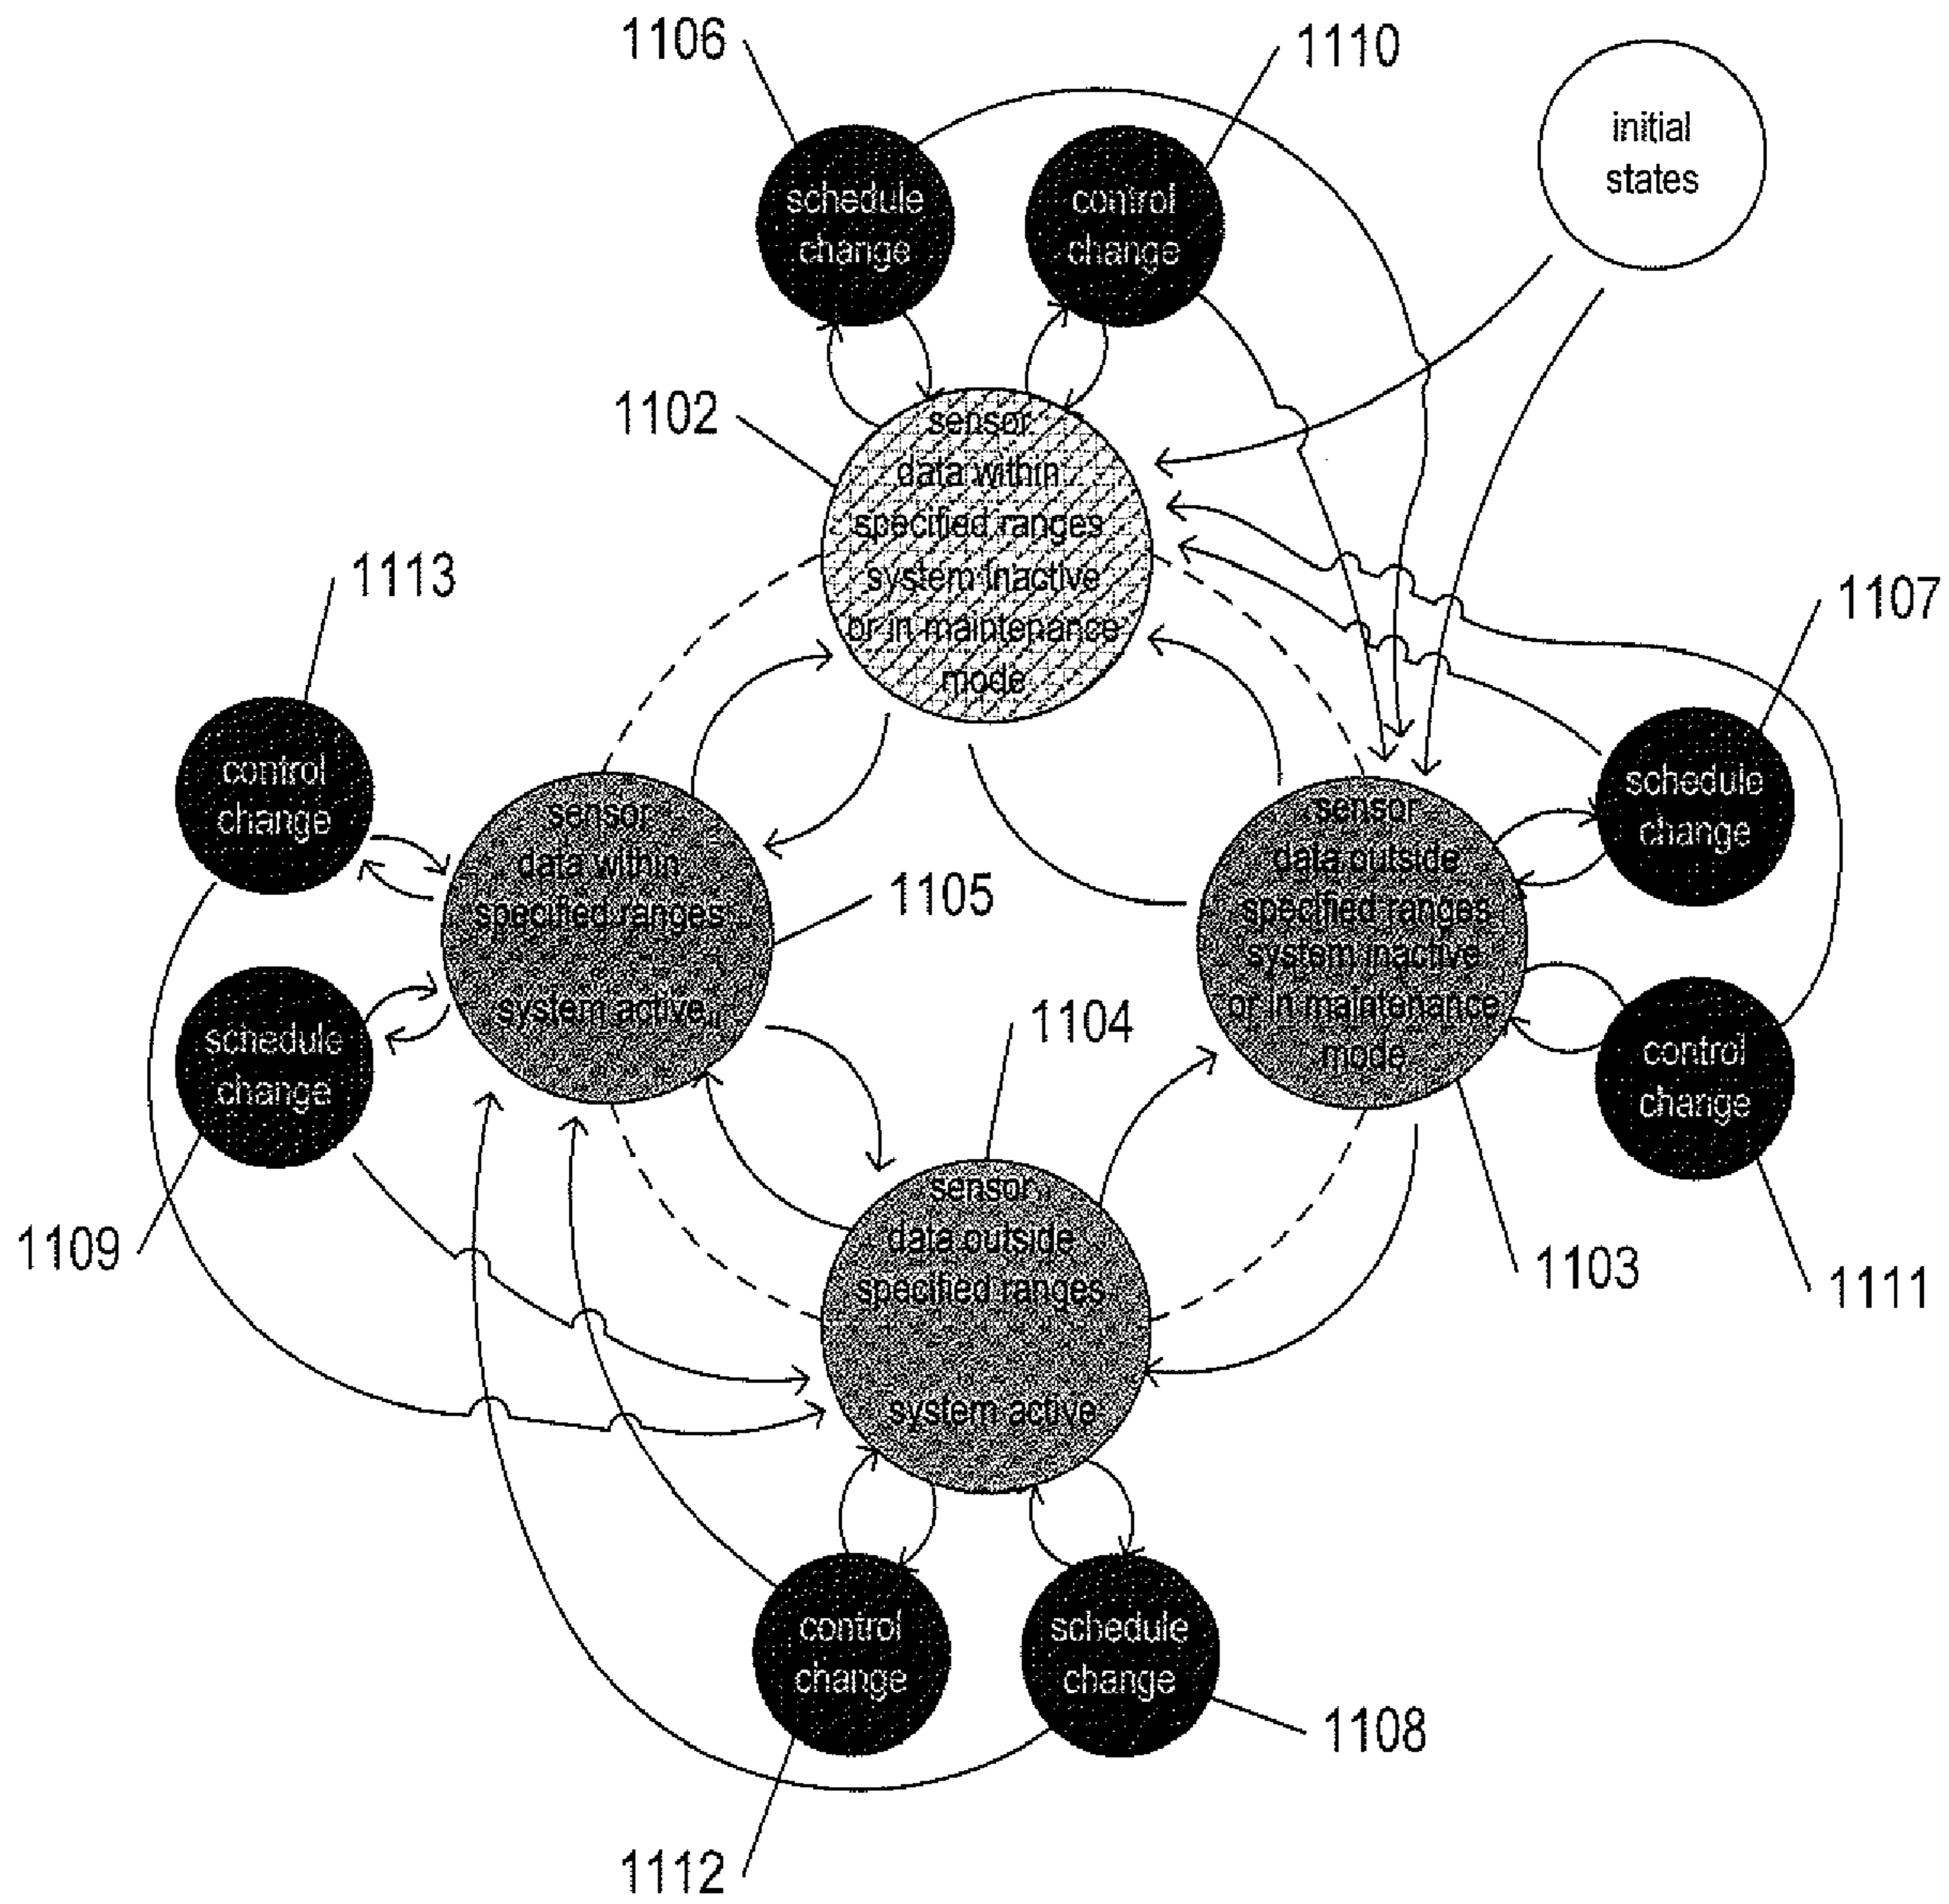 1106
1110
initial
states
schedule
change
control
change
1102
sensor
data within
specified ranges
system inactive
or in maintenance
mode
1113
1107
control
change
sensor
data within
specified ranges
system active
1105
sensor
data outside
specified ranges
system inactive
or in maintenance
mode
schedule
change
schedule
change
1104
control
change
1109
sensor
data outside
specified ranges
system active
1103
1111
control
change
schedule
change
1108
1112